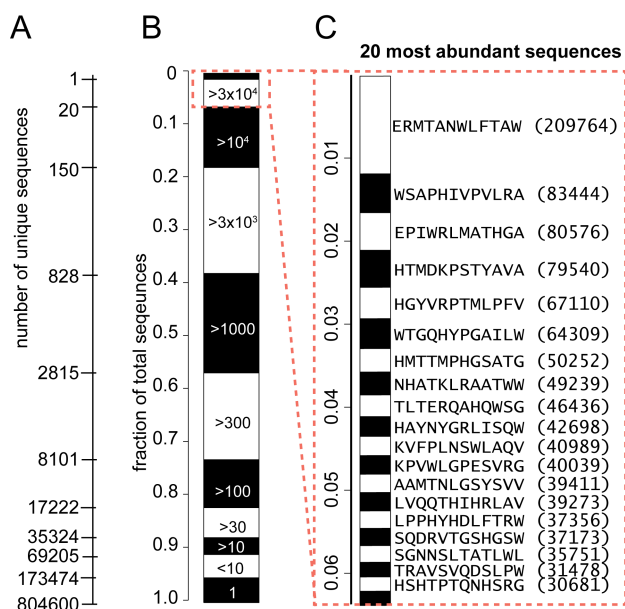 A
B
C
20 most abundant sequences
number of unique sequences
1
20
150
828
2815
8101
17222
35324
69205
173474
804600
fraction of total seqeunces
0
0.1
0.2
0.3
0.4
0.5
0.6
0.7
0.8
0.9
1.0
>3x10⁴
>10⁴
>3x10³
>1000
>300
>100
>30
>10
<10
1
0.01
0.02
0.03
0.04
0.05
0.06
ERMTANWLFTAW (209764)
WSAPHIVPVLRA (83444)
EPIWRLMATHGA (80576)
HTMDKPSTYAVA (79540)
HGYVRPTMLPFV (67110)
WTGQHYPGAILW (64309)
HMTTMPHGSATG (50252)
NHATKLRAATWW (49239)
TLTERQAHQWSG (46436)
HAYNYGRLISQW (42698)
KVFPLNSWLAQV (40989)
KPVWLGPESVRG (40039)
AAMTNLGSYSVV (39411)
LVQQTHIHRLAV (39273)
LPPHYHDLFTRW (37356)
SQDRVTGSHGSW (37173)
SGNNSLTATLWL (35751)
TRAVSVQDSLPW (31478)
HSHTPTQNHSRG (30681)